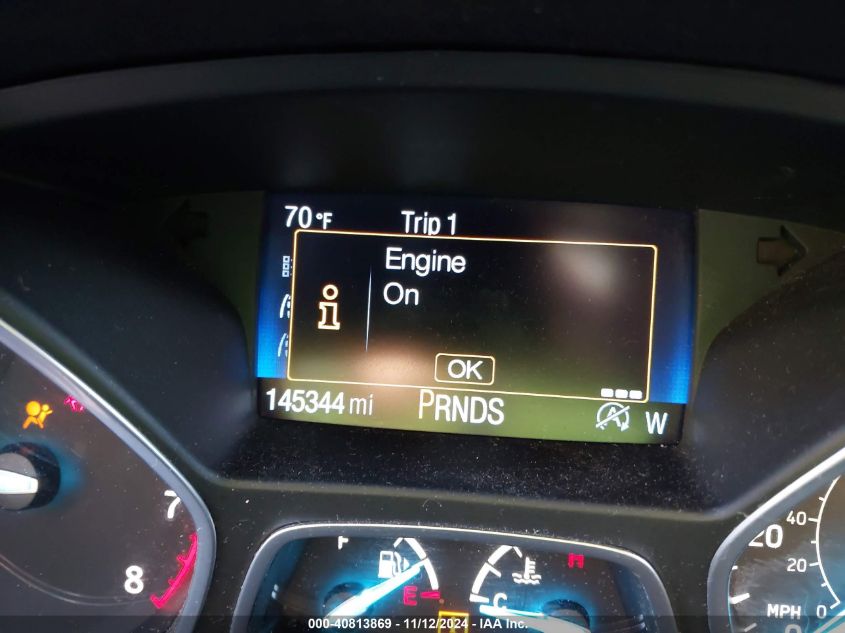 70°F Trip 1
Engine
On
i
OK
145344 mi PRNDS A W
7
8
F
E
H
C
40
20
20
MPH 0
0
000-40813869 - 11/12/2024 - IAA Inc.